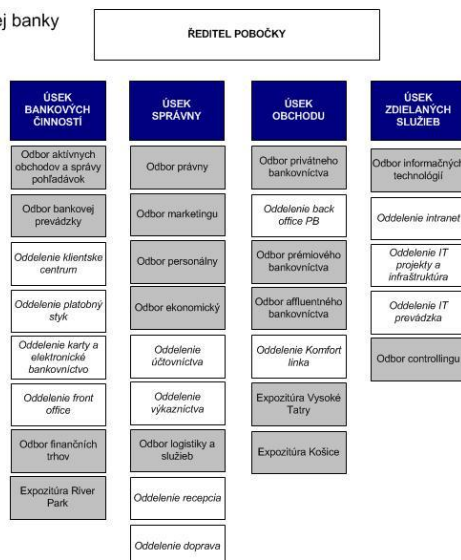 ej banky
ŘEDITEL POBOČKY
ÚSEK
BANKOVÝCH
ČINNOSTÍ
Odbor aktívnych
obchodov a správy
pohľadávok
Odbor bankovej
prevádzky
Oddelenie klientske
centrum
Oddelenie platobný
styk
Oddelenie karty a
elektronické
bankovníctvo
Oddelenie front
office
Odbor finančních
trhov
Expozitúra River
Park
ÚSEK
SPRÁVNY
Odbor právny
Odbor marketingu
Odbor personálny
Odbor ekonomický
Oddelenie
účtovníctva
Oddelenie
výkazníctva
Odbor logistiky a
služieb
Oddelenie recepcia
Oddelenie doprava
ÚSEK
OBCHODU
Odbor privátneho
bankovníctva
Oddelenie back
office PB
Odbor prémiového
bankovníctva
Odbor affluentného
bankovníctva
Oddelenie Komfort
linka
Expozitúra Vysoké
Tatry
Expozitúra Košice
ÚSEK
ZDIELANÝCH
SLUŽIEB
Odbor informačných
technológií
Oddelenie intranet
Oddelenie IT
projekty a
infraštruktúra
Oddelenie IT
prevádzka
Odbor controllingu